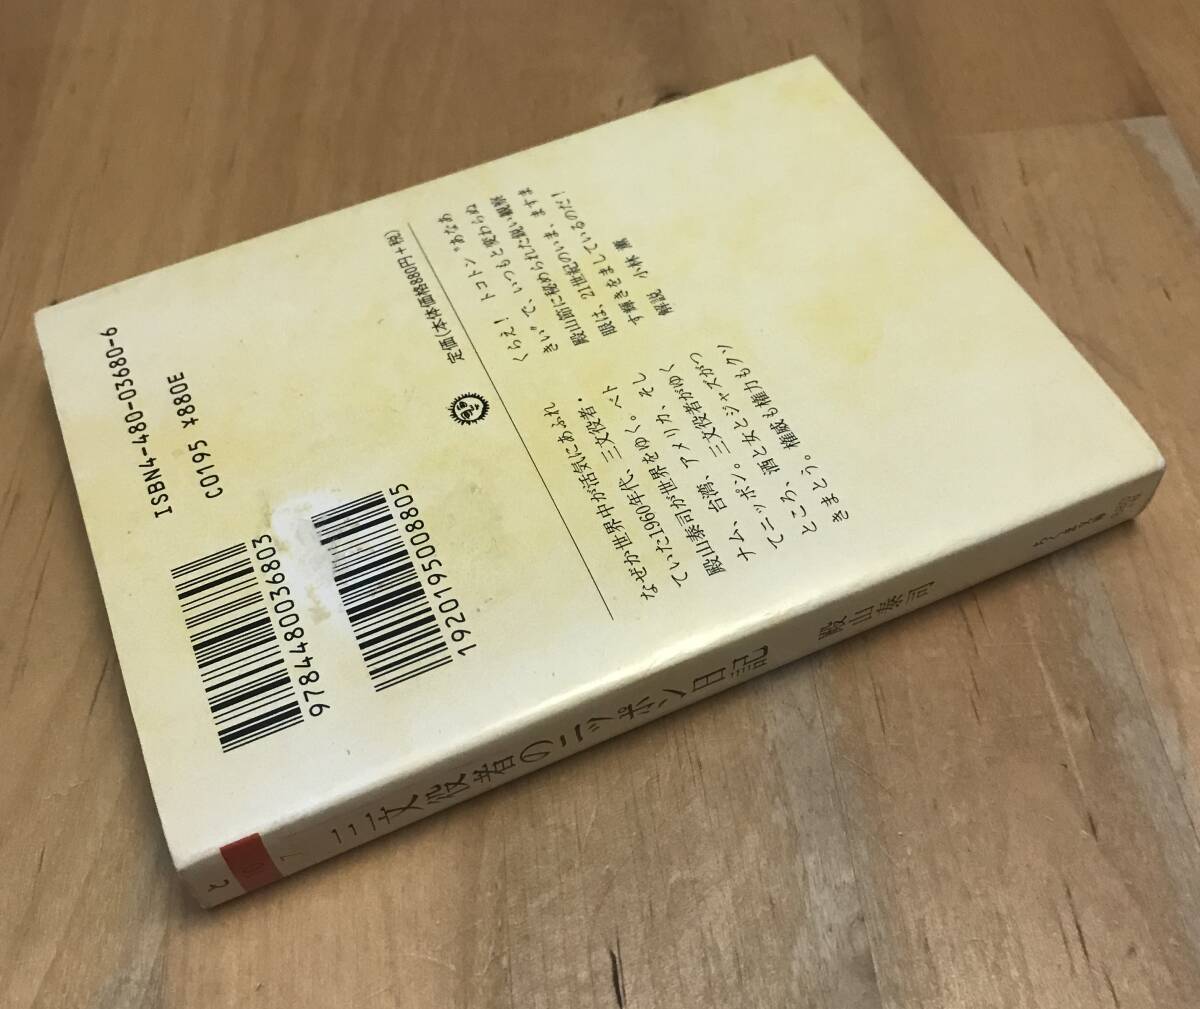 ISBN4-480-03680-6
C0195 ¥880E
9784480036803
1920195008805
定価(本体価格880円+税)
なぜか世界中が活気にあふれ
ていた1960年代、三文役者・
殿山泰司が世界をゆく。ベト
ナム、台湾、アメリカ、そし
てニッポン。三文役者がゆく
ところ、酒と女とジャズがつ
きまとう。権威も権力もクソ
くらえ! トコトン“あなあ
きい”で、いつもと変わらぬ
殿山節に秘められた鋭い観察
眼は、21世紀のいま、ますま
す輝きをましているのだ!
解説 小林薫
と
10
7
三文役者のニッポン日記
殿山泰司
ちくま文庫